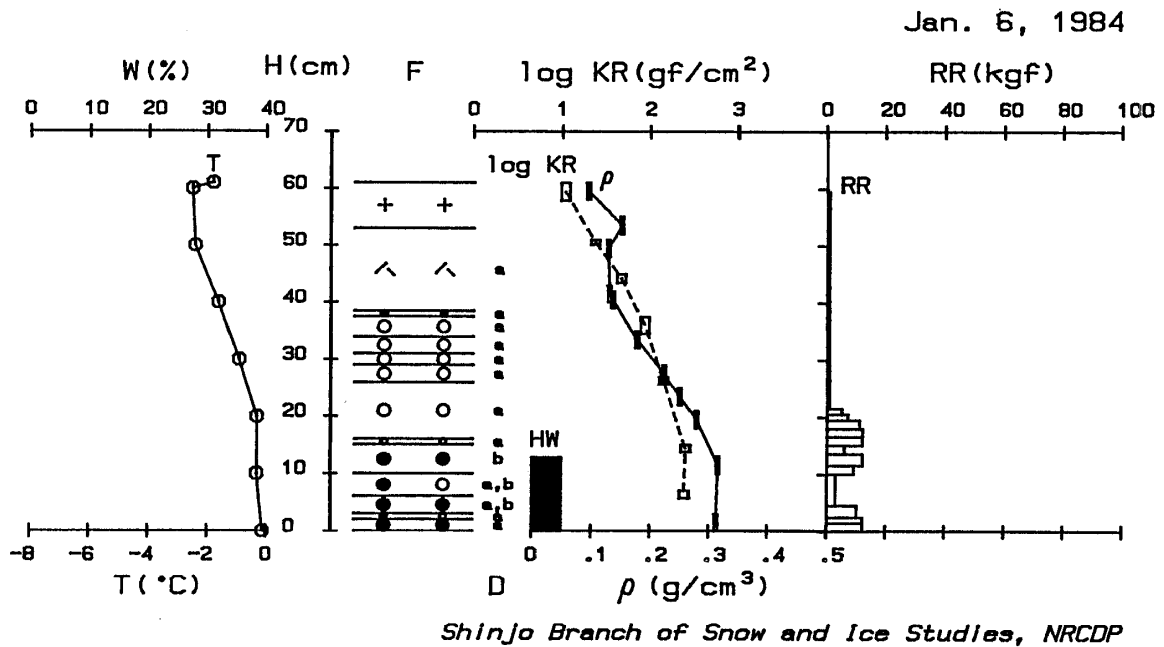 Jan. 6, 1984
W(%) H(cm) F log KR(gf/cm²) RR(kgf)
0 10 20 30 40 0 1 2 3 0 20 40 60 80 100
70
T log KR ρ RR
60
+ +
50
a
40
a
a
a
30 a
a
20 a
a HW
b
10
a,b
a,b
0 a
-8 -6 -4 -2 0 0 .1 .2 .3 .4 .5
T(°C) D ρ (g/cm³)
Shinjo Branch of Snow and Ice Studies, NRCDP